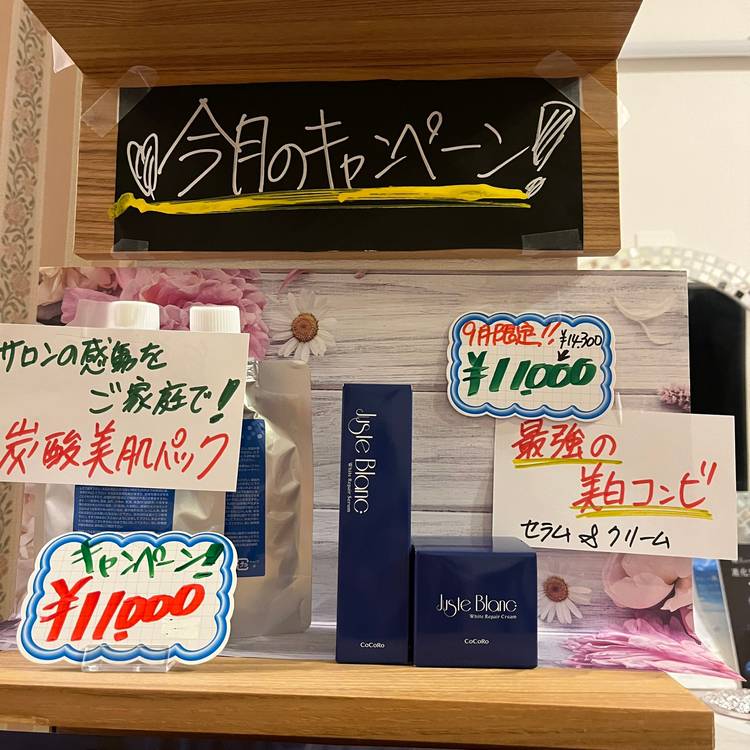 今月のキャンペーン!
サロンの感動を
ご家庭で!
炭酸美肌パック
キャンペーン!
¥11,000
Juste Blanc
White Repair Serum
CoCoRo
Juste Blanc
White Repair Cream
CoCoRo
9月限定!!
¥14,300
¥11,000
最強の
美白コンビ
セラム&クリーム